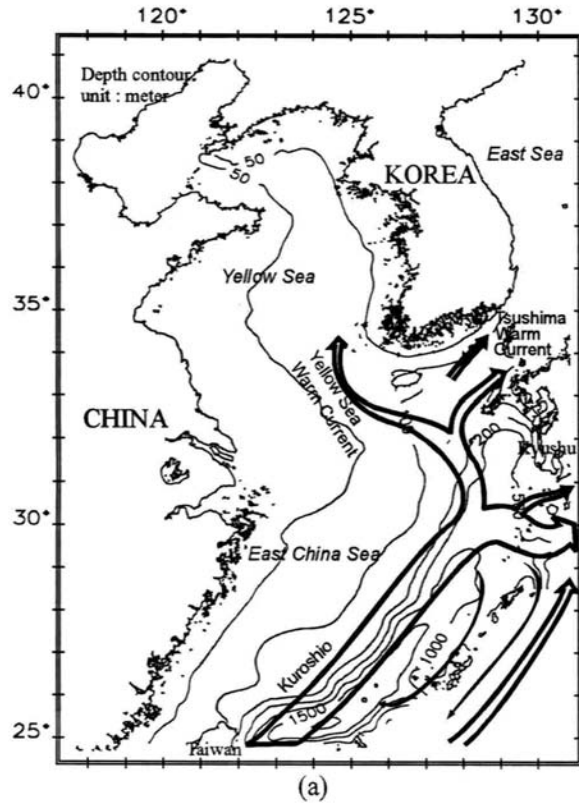 120° 125° 130°
40°
35°
30°
25°
Depth contour
unit : meter
50
50
KOREA
East Sea
Yellow Sea
Tsushima
Warm
Current
Yellow Sea
Warm Current
100
200
CHINA
Kyushu
East China Sea
Kuroshio
1000
1500
Taiwan
(a)